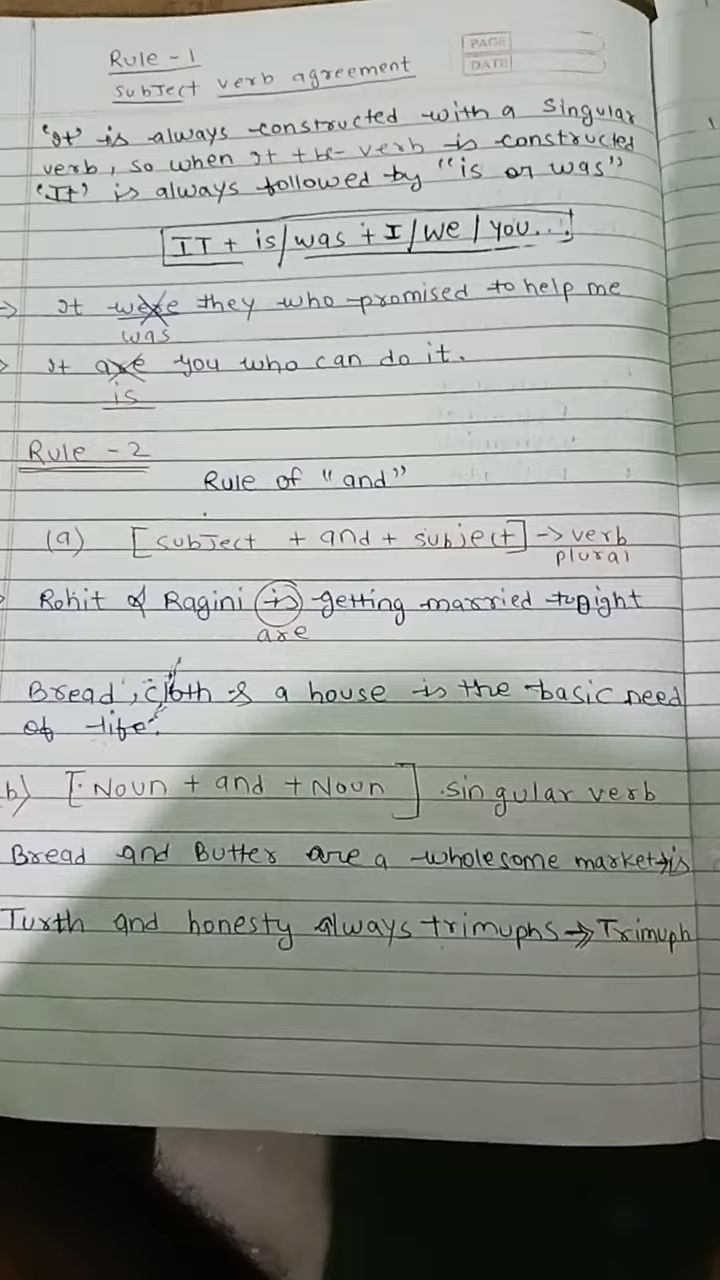 PAGE
DATE
Rule - 1
Subject verb agreement
'It' is always constructed with a singular
verb, so when It the verb is constructed
'It' is always followed by "is or was"
IT + is/was + I/we/you...
→ It were they who promised to help me
was
It are you who can do it.
is
Rule - 2
Rule of "and"
(a) [subject + and + subject] → verb
plural
Rohit & Ragini is getting married tonight
are
Bread, cloth & a house is the basic need
of life.
b) [Noun + and + Noun] singular verb
Bread and Butter are a wholesome market → is
Turth and honesty always trimuphs → Trimuph